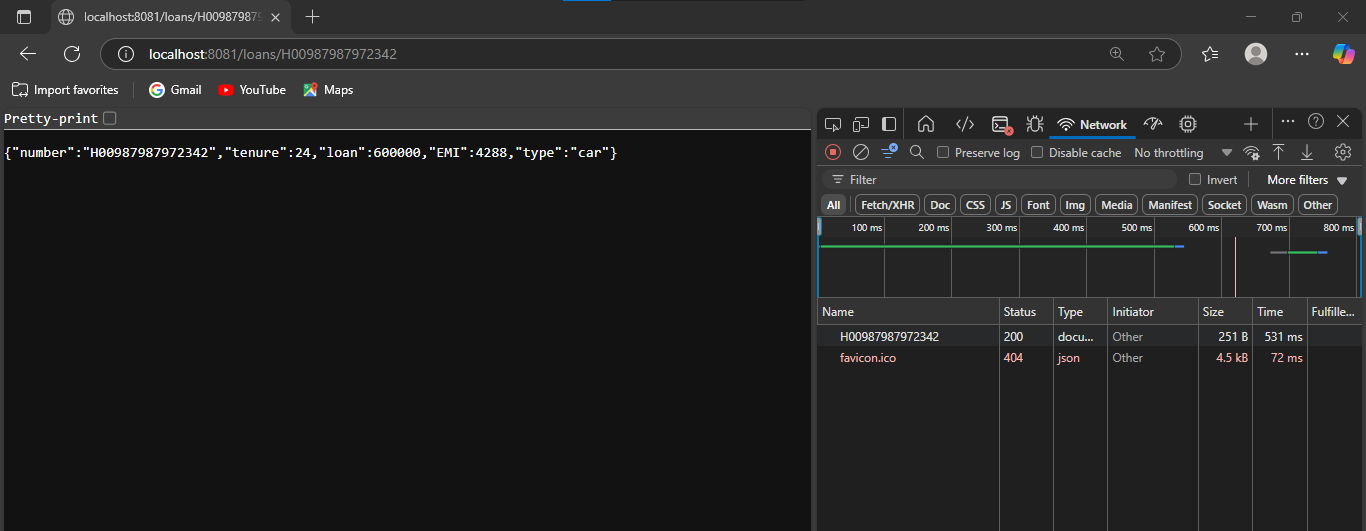 localhost:8081/loans/H009879879
localhost:8081/loans/H00987987972342
Import favorites Gmail YouTube Maps
Pretty-print
{"number":"H00987987972342","tenure":24,"loan":600000,"EMI":4288,"type":"car"}
Network
Preserve log Disable cache No throttling
Filter Invert More filters
All Fetch/XHR Doc CSS JS Font Img Media Manifest Socket Wasm Other
100 ms 200 ms 300 ms 400 ms 500 ms 600 ms 700 ms 800 ms
Name Status Type Initiator Size Time Fulfille...
H00987987972342 200 docu... Other 251 B 531 ms
favicon.ico 404 json Other 4.5 kB 72 ms